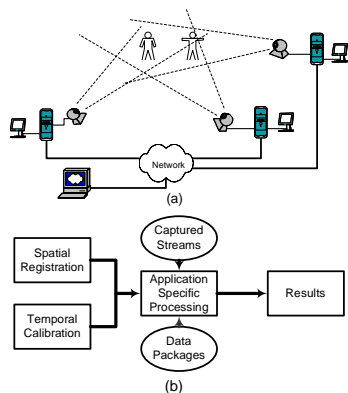 Network
(a)
Captured
Streams
Spatial
Registration
Application
Specific
Processing
Results
Temporal
Calibration
Data
Packages
(b)